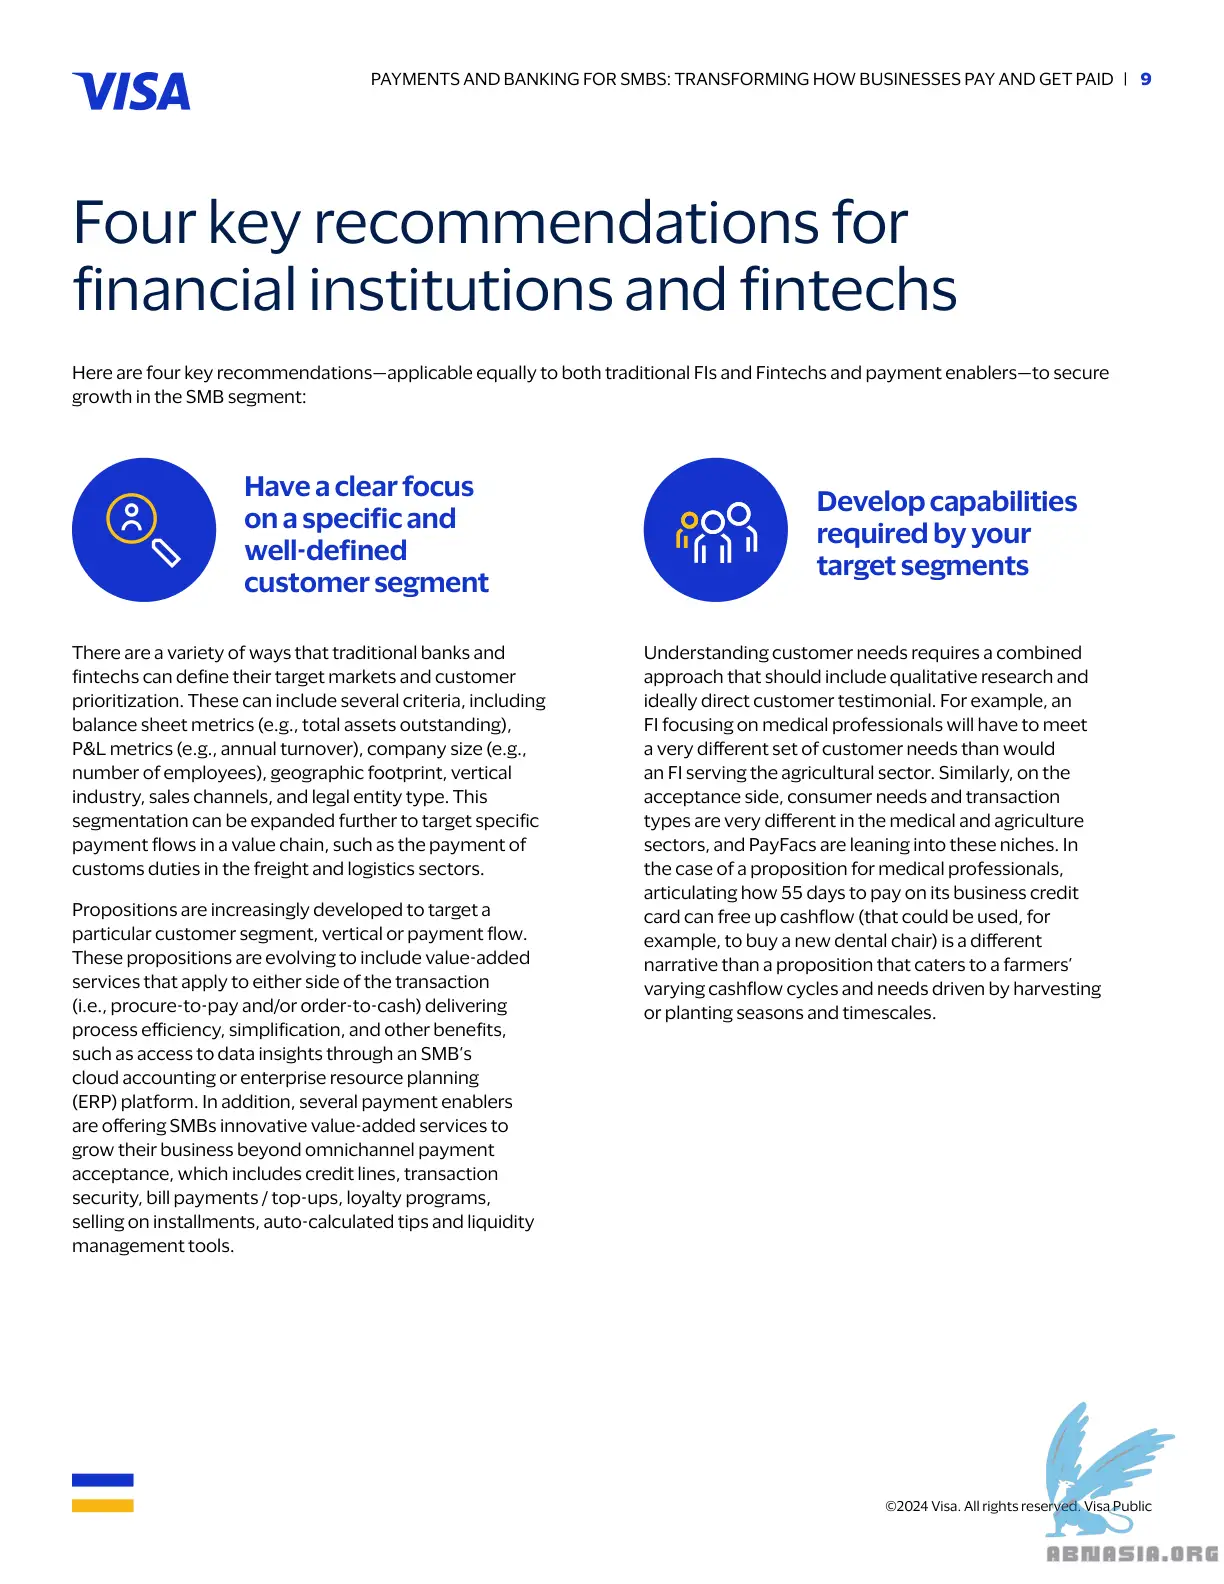 VISA
PAYMENTS AND BANKING FOR SMBS: TRANSFORMING HOW BUSINESSES PAY AND GET PAID | 9
Four key recommendations for
financial institutions and fintechs
Here are four key recommendations—applicable equally to both traditional FIs and Fintechs and payment enablers—to secure
growth in the SMB segment:
Have a clear focus
on a specific and
well-defined
customer segment
There are a variety of ways that traditional banks and
fintechs can define their target markets and customer
prioritization. These can include several criteria, including
balance sheet metrics (e.g., total assets outstanding),
P&L metrics (e.g., annual turnover), company size (e.g.,
number of employees), geographic footprint, vertical
industry, sales channels, and legal entity type. This
segmentation can be expanded further to target specific
payment flows in a value chain, such as the payment of
customs duties in the freight and logistics sectors.
Propositions are increasingly developed to target a
particular customer segment, vertical or payment flow.
These propositions are evolving to include value-added
services that apply to either side of the transaction
(i.e., procure-to-pay and/or order-to-cash) delivering
process efficiency, simplification, and other benefits,
such as access to data insights through an SMB's
cloud accounting or enterprise resource planning
(ERP) platform. In addition, several payment enablers
are offering SMBs innovative value-added services to
grow their business beyond omnichannel payment
acceptance, which includes credit lines, transaction
security, bill payments / top-ups, loyalty programs,
selling on installments, auto-calculated tips and liquidity
management tools.
Develop capabilities
required by your
target segments
Understanding customer needs requires a combined
approach that should include qualitative research and
ideally direct customer testimonial. For example, an
FI focusing on medical professionals will have to meet
a very different set of customer needs than would
an FI serving the agricultural sector. Similarly, on the
acceptance side, consumer needs and transaction
types are very different in the medical and agriculture
sectors, and PayFacs are leaning into these niches. In
the case of a proposition for medical professionals,
articulating how 55 days to pay on its business credit
card can free up cashflow (that could be used, for
example, to buy a new dental chair) is a different
narrative than a proposition that caters to a farmers'
varying cashflow cycles and needs driven by harvesting
or planting seasons and timescales.
©2024 Visa. All rights reserved. Visa Public
ABNASIA.ORG